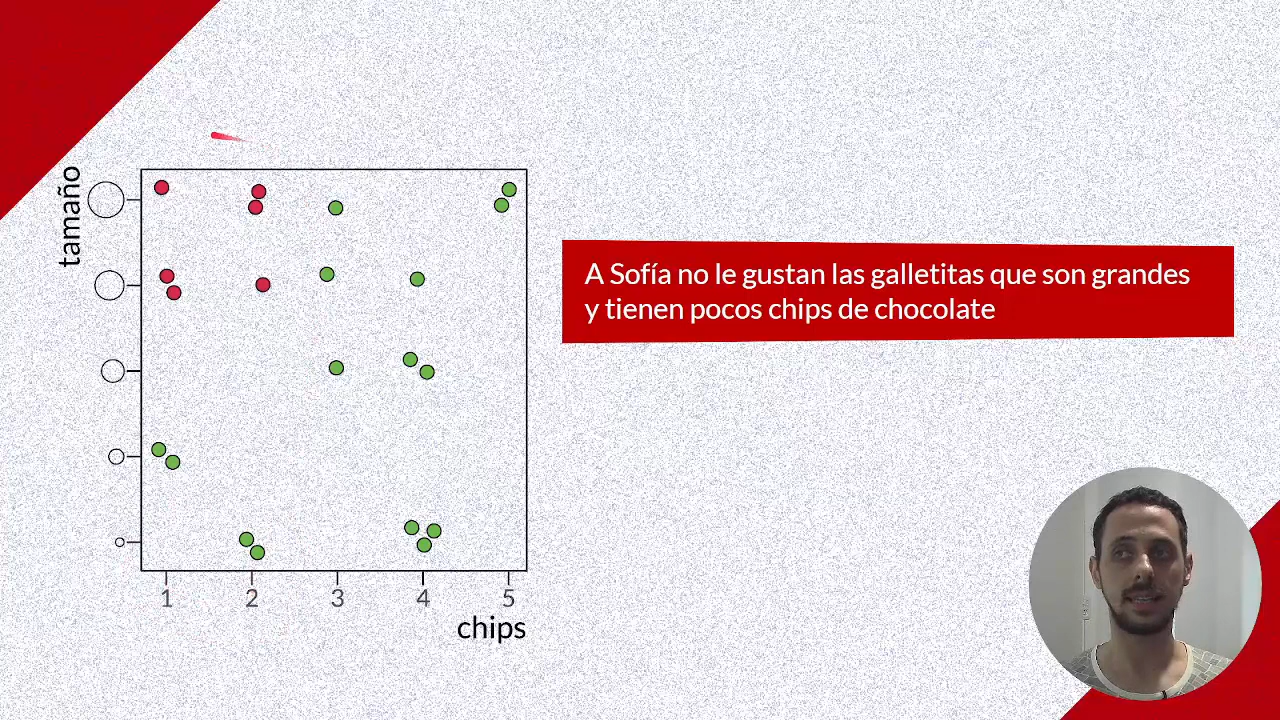 tamaño
A Sofía no le gustan las galletitas que son grandes
y tienen pocos chips de chocolate
1 2 3 4 5
chips